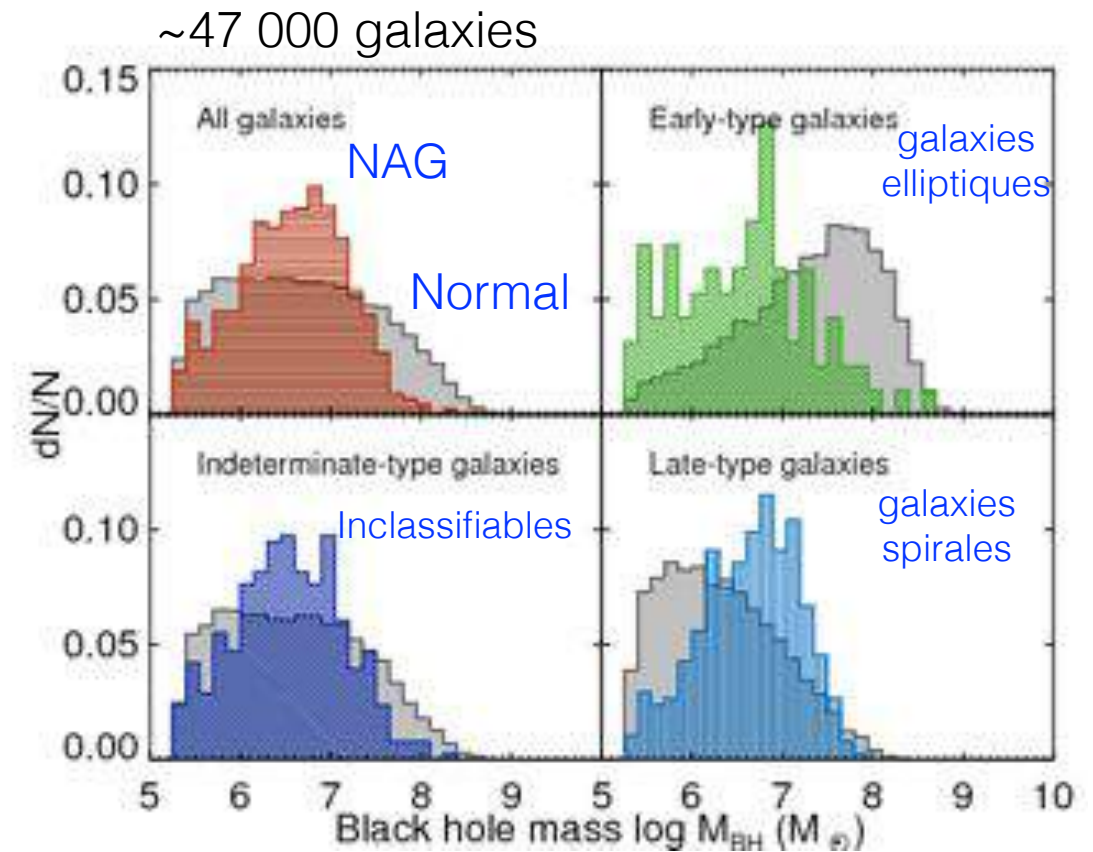 ~47 000 galaxies
0.15
All galaxies
Early-type galaxies
galaxies
elliptiques
NAG
0.10
Normal
0.05
0.00
dN/N
Indeterminate-type galaxies
Late-type galaxies
Inclassifiables
galaxies
spirales
0.10
0.05
0.00
5 6 7 8 9 5 6 7 8 9 10
Black hole mass log M_BH (M_☉)